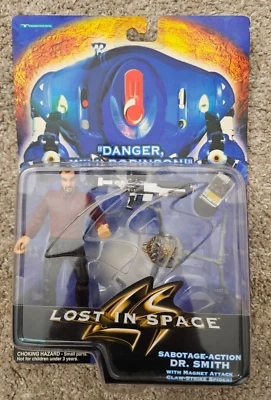 "DANGER,
ROBINSON!"
LOST IN SPACE
CHOKING HAZARD - Small parts.
Not for children under 3 years.
SABOTAGE-ACTION
DR. SMITH
WITH MAGNET ATTACK
CLAW-STRIKE SPIDER!